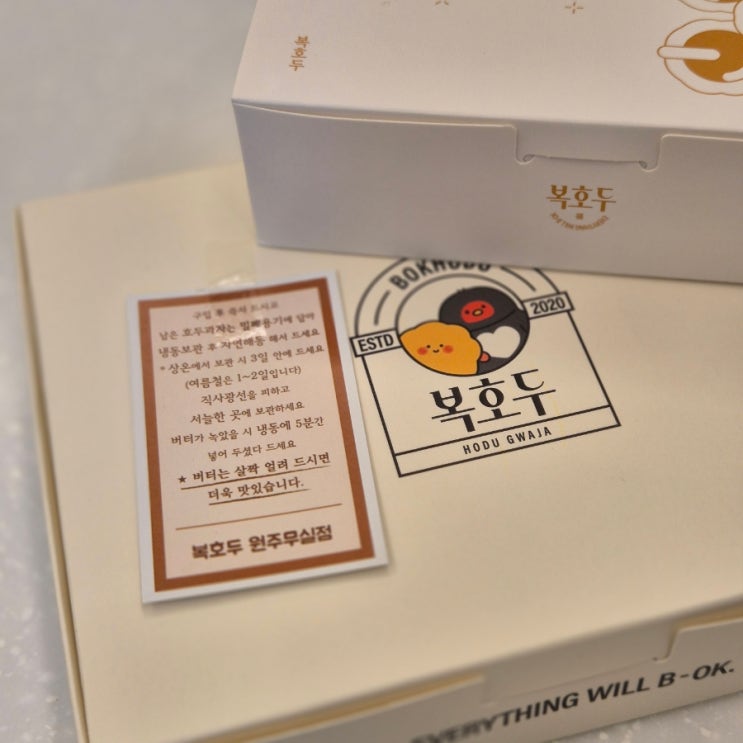 복호두
복호두
BOKHODU
ESTD
2020
복호두
HODU GWAJA
구입 후 즉시 드시고
남은 호두과자는 밀폐용기에 담아
냉동보관 후 자연해동 해서 드세요
* 상온에서 보관 시 3일 안에 드세요
(여름철은 1~2일입니다)
직사광선을 피하고
서늘한 곳에 보관하세요
버터가 녹았을 시 냉동에 5분간
넣어 두셨다 드세요
★ 버터는 살짝 얼려 드시면
더욱 맛있습니다.
복호두 원주무실점
EVERYTHING WILL B-OK.